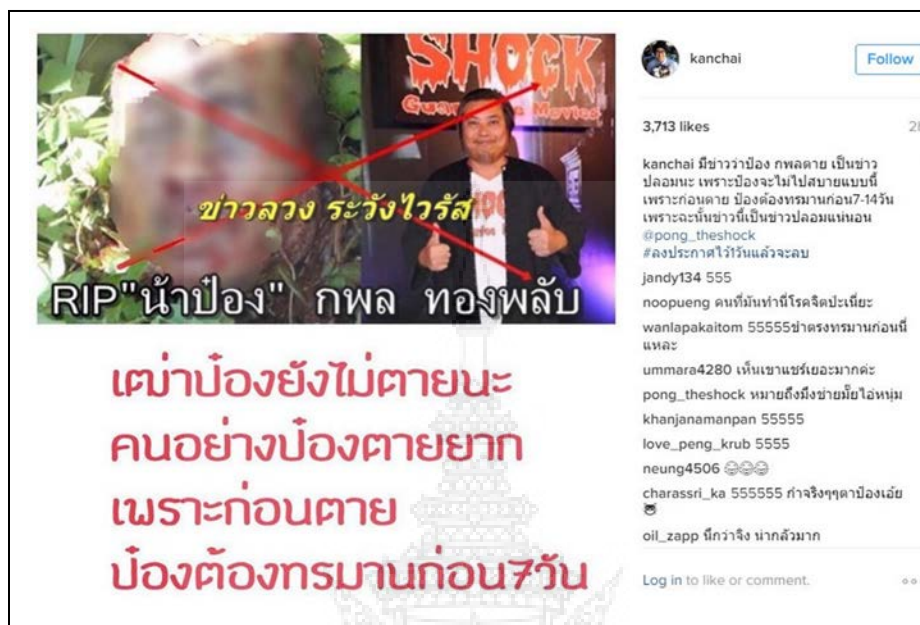 SHOCK
ข่าวลวง ระวังไวรัส
RIP"น้าป๋อง" กพล ทองพลับ
เฒ่าป๋องยังไม่ตายนะ
คนอย่างป๋องตายยาก
เพราะก่อนตาย
ป๋องต้องทรมานก่อน7วัน
kanchai
Follow
3,713 likes
kanchai มีข่าวว่าป๋อง กพลตาย เป็นข่าว
ปลอมนะ เพราะป๋องจะไม่ไปสบายแบบนี้
เพราะก่อนตาย ป๋องต้องทรมานก่อน7-14วัน
เพราะฉะนั้นข่าวนี้เป็นข่าวปลอมแน่นอน
@pong_theshock
#ลงประกาศไว้1วันแล้วจะลบ
jandy134 555
noopueng คนที่มันทำนี่โรคจิตปะเนี่ยะ
wanlapakaitom 55555ขำตรงทรมานก่อนนี่
แหละ
ummara4280 เห็นเขาแชร์เยอะมากค่ะ
pong_theshock หมายถึงมึงช่ายมั๊ยไอ่หนุ่ม
khanjanamanpan 55555
love_peng_krub 5555
neung4506 😂😂😂
charassri_ka 555555 กำจริงๆๆตาป๋องเอ้ย
oil_zapp นึกว่าจิง น่ากลัวมาก
Log in to like or comment.